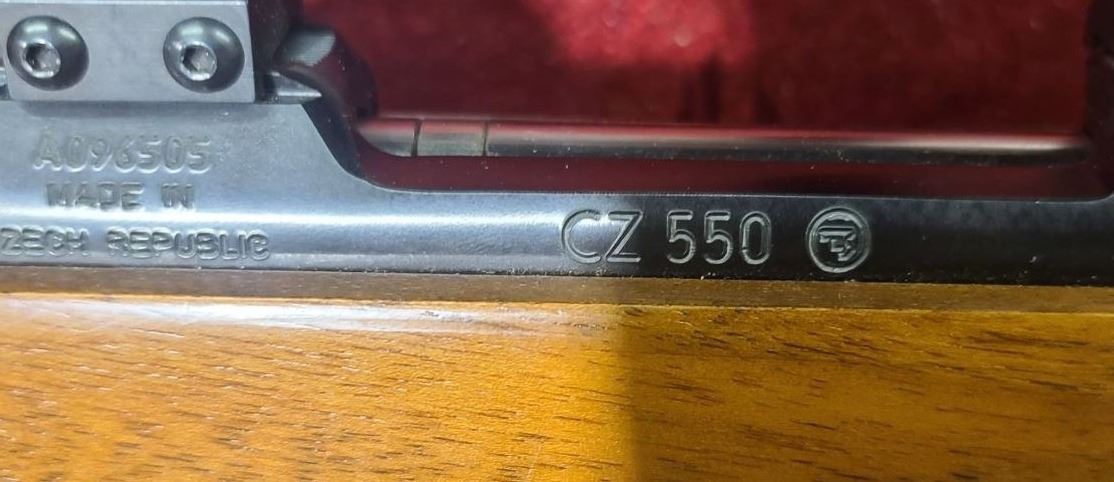 A096505
MADE IN
ZECH REPUBLIC
CZ 550